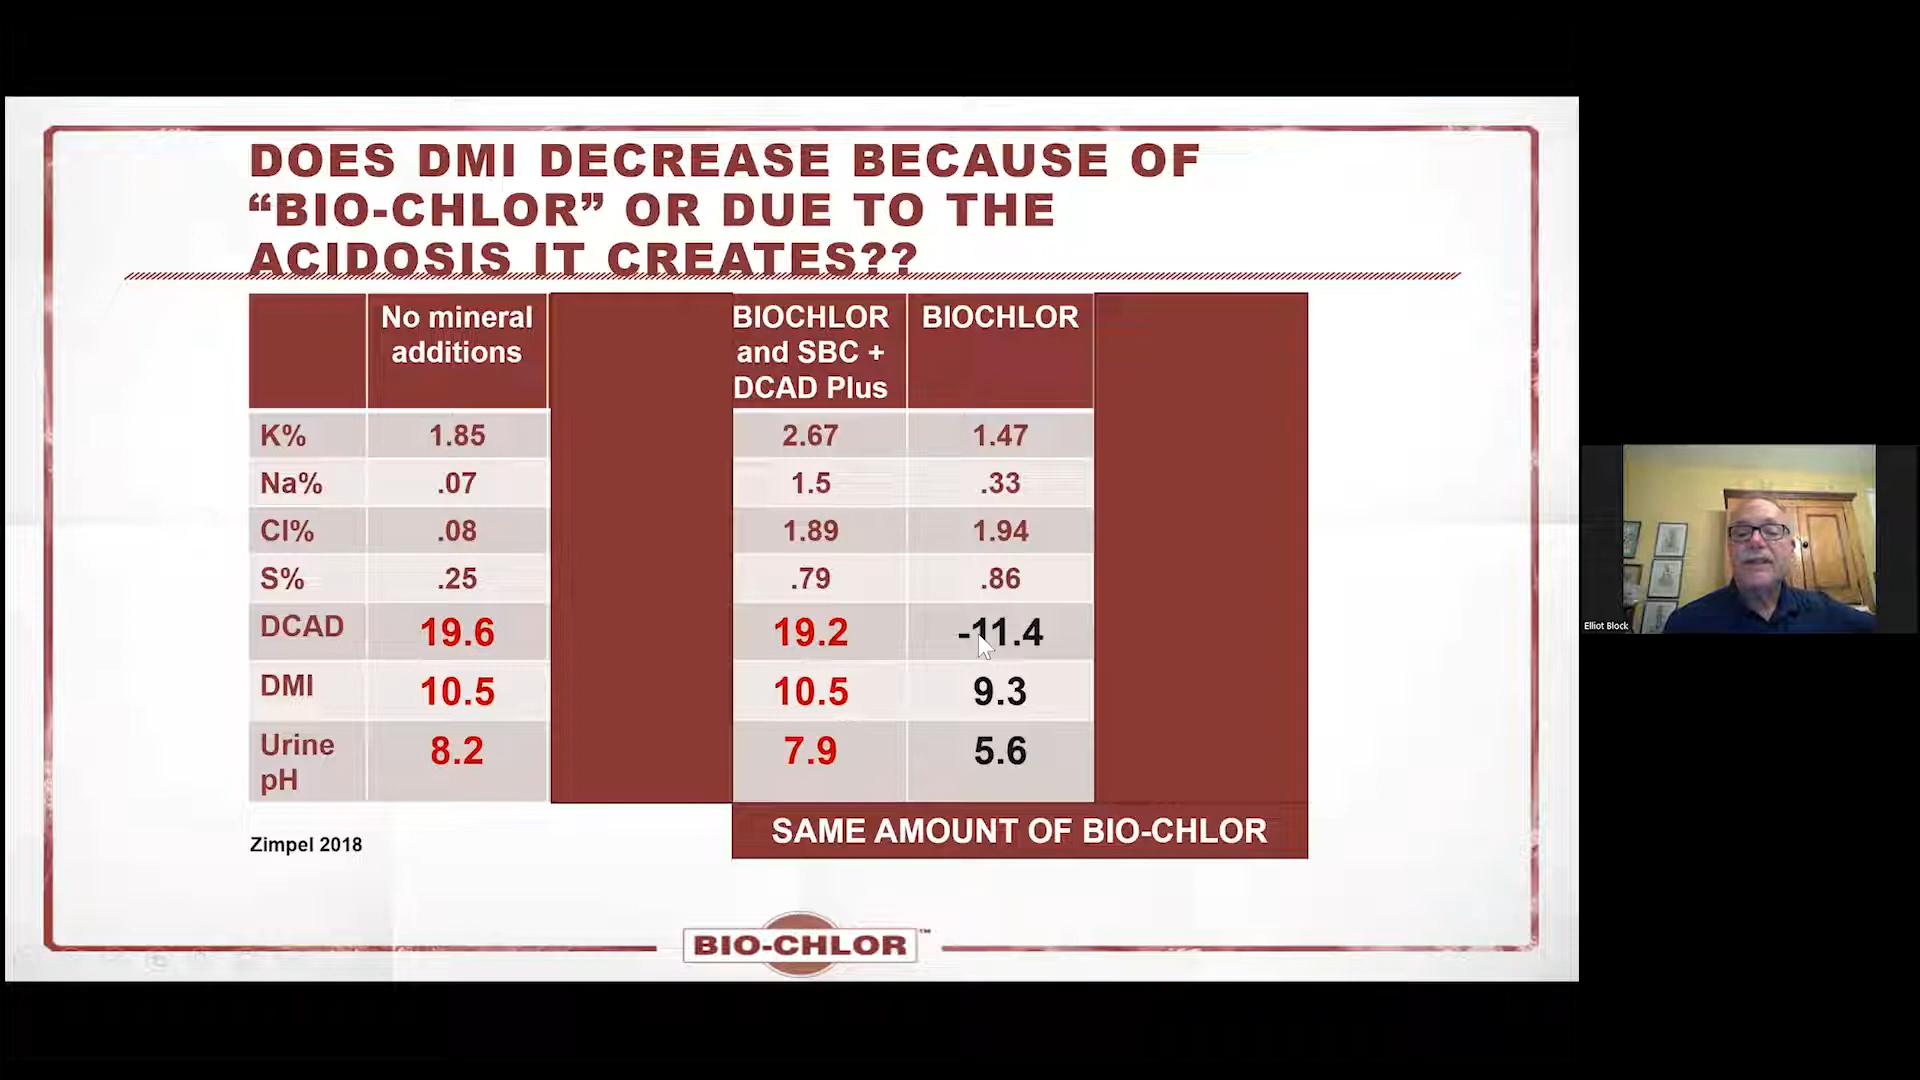 DOES DMI DECREASE BECAUSE OF
“BIO-CHLOR” OR DUE TO THE
ACIDOSIS IT CREATES??
No mineral additions BIOCHLOR and SBC + DCAD Plus BIOCHLOR
K% 1.85 2.67 1.47
Na% .07 1.5 .33
Cl% .08 1.89 1.94
S% .25 .79 .86
DCAD 19.6 19.2 -11.4
DMI 10.5 10.5 9.3
Urine pH 8.2 7.9 5.6
SAME AMOUNT OF BIO-CHLOR
Zimpel 2018
BIO-CHLOR™
Elliot Block